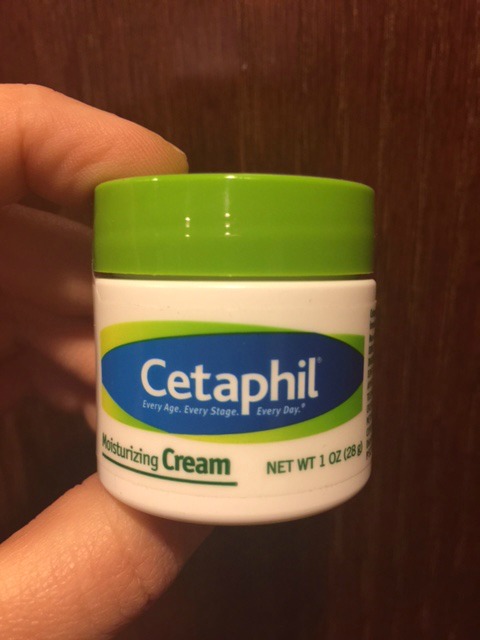 Cetaphil®
Every Age. Every Stage. Every Day.®
Moisturizing Cream
NET WT 1 OZ (28 g)